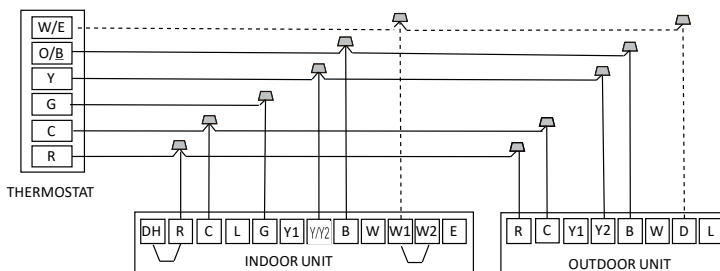 W/E
O/B
Y
G
C
R
THERMOSTAT
DH R C L G Y1 Y/Y2 B W W1 W2 E
R C Y1 Y2 B W D L
INDOOR UNIT
OUTDOOR UNIT